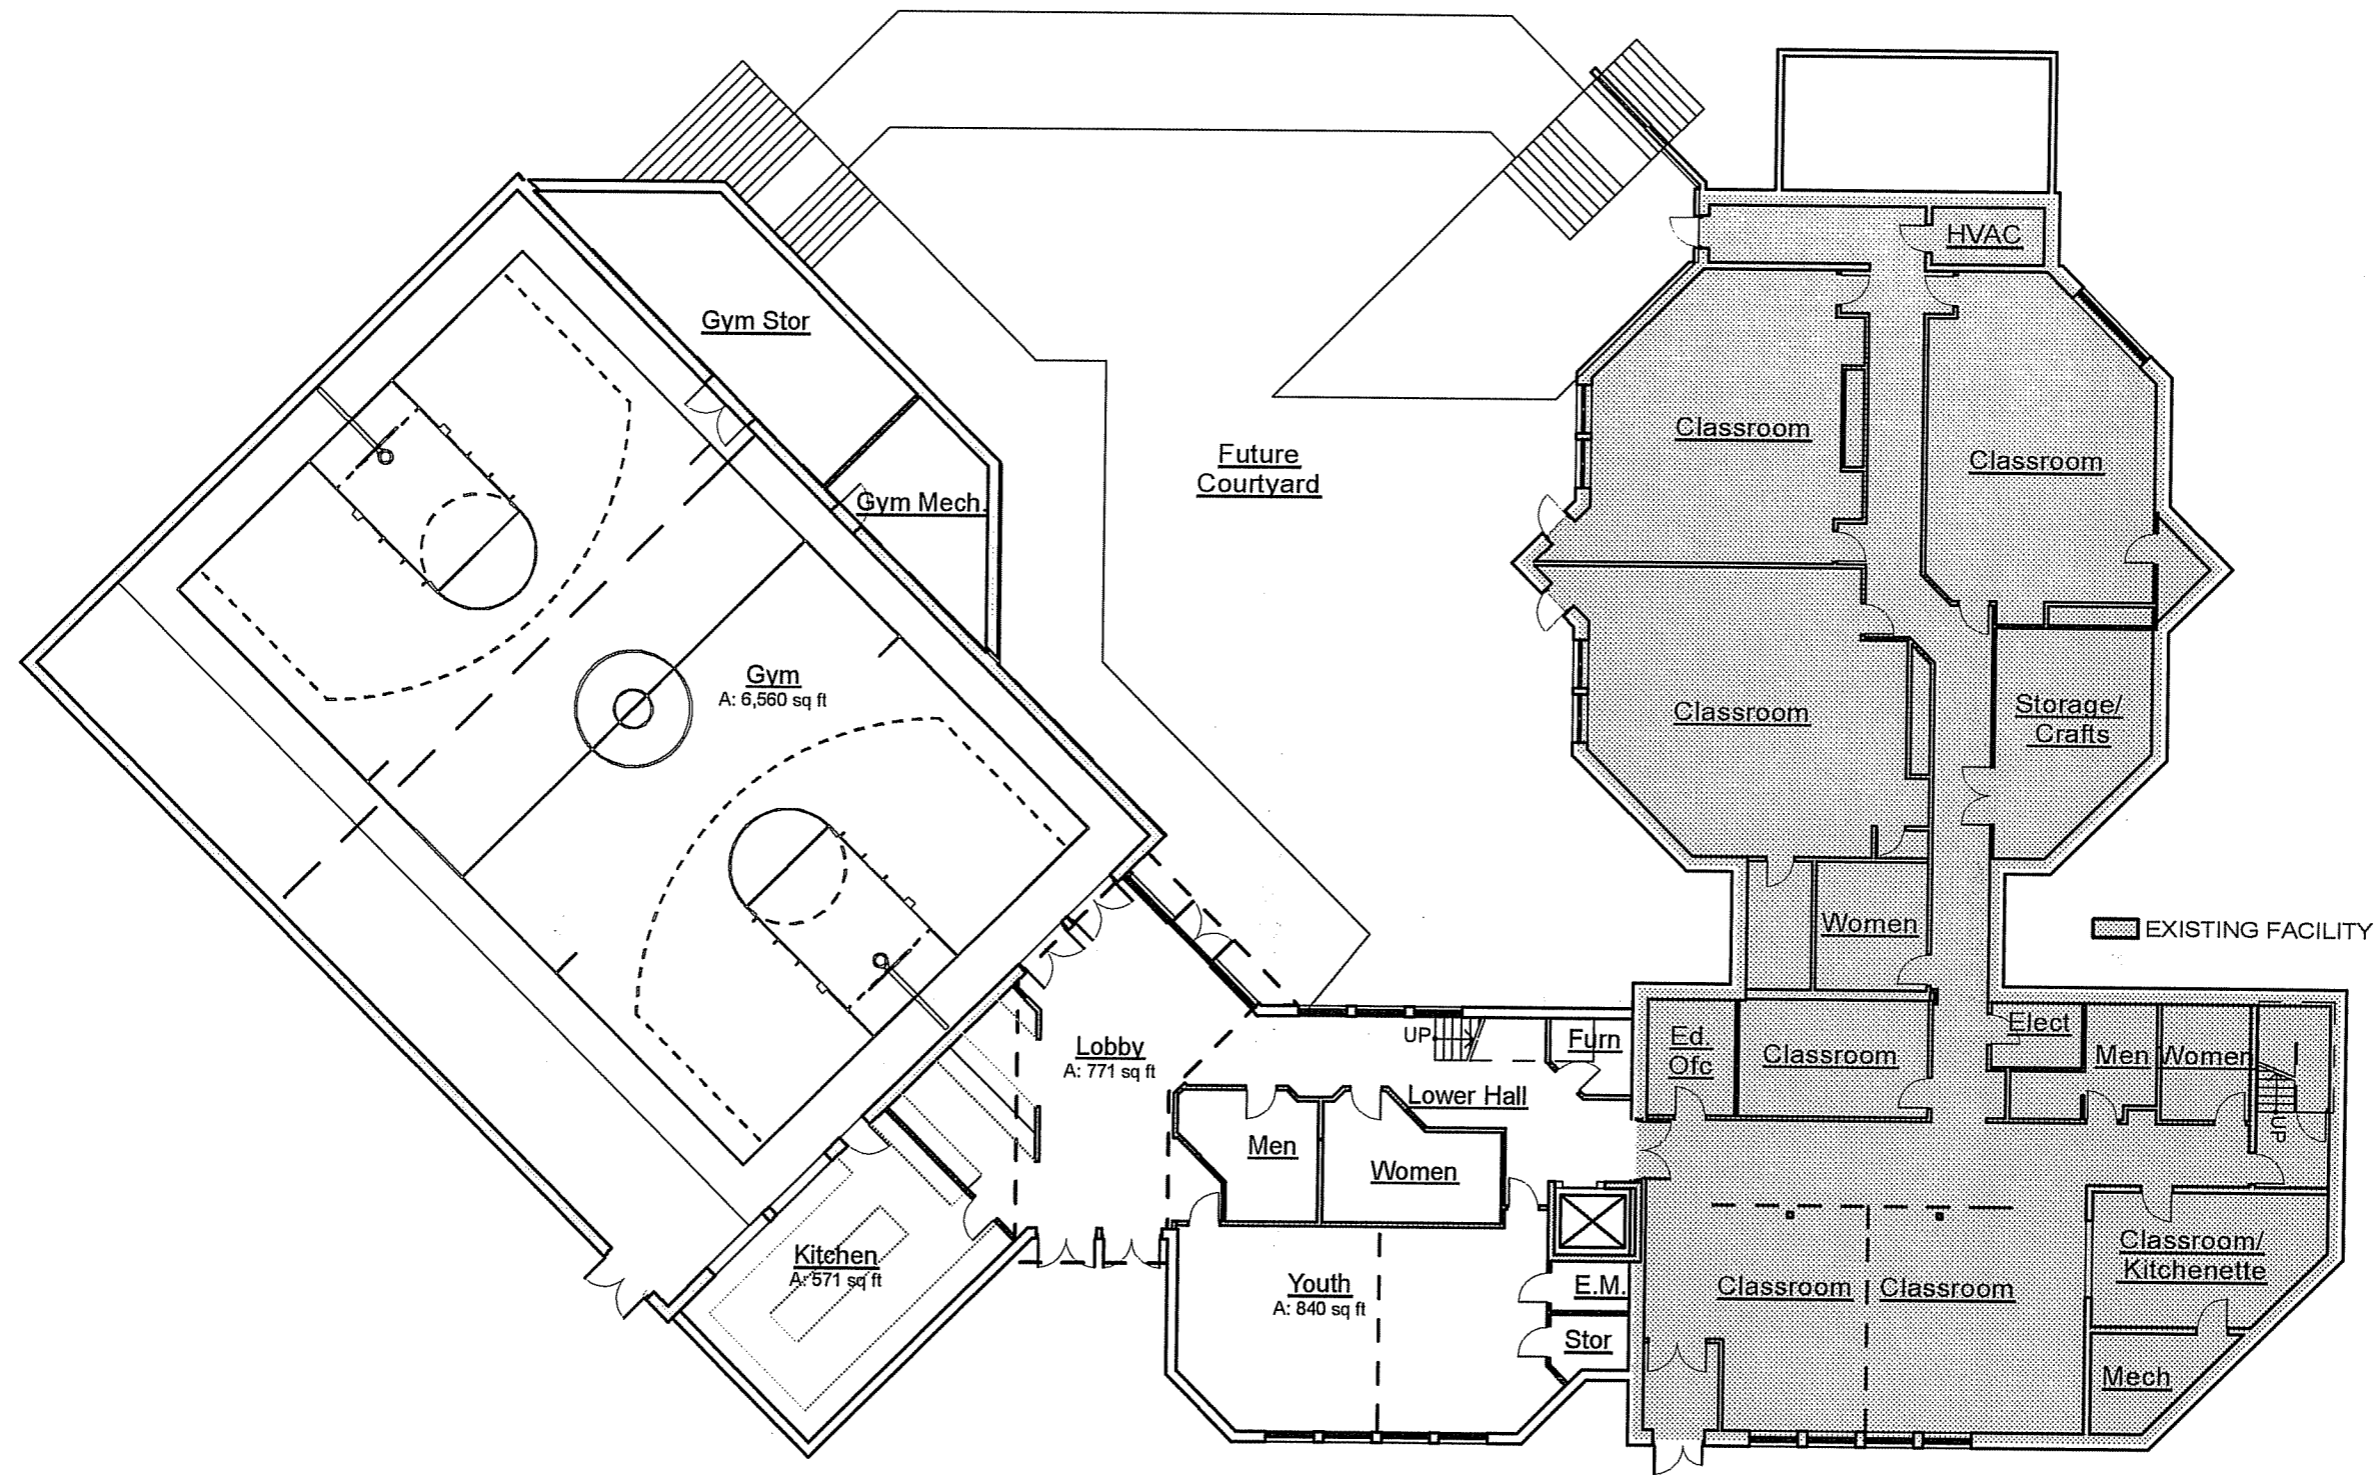 HVAC
Gym Stor
Classroom
Classroom
Future
Courtyard
Gym Mech.
Gym
A: 6,560 sq ft
Classroom
Storage/
Crafts
Women
EXISTING FACILITY
Lobby
A: 771 sq ft
UP
Furn
Ed
Ofc
Classroom
Elect
Men
Women
UP
Lower Hall
Men
Women
Kitchen
A: 571 sq ft
Youth
A: 840 sq ft
E.M.
Stor
Classroom
Classroom
Classroom/
Kitchenette
Mech